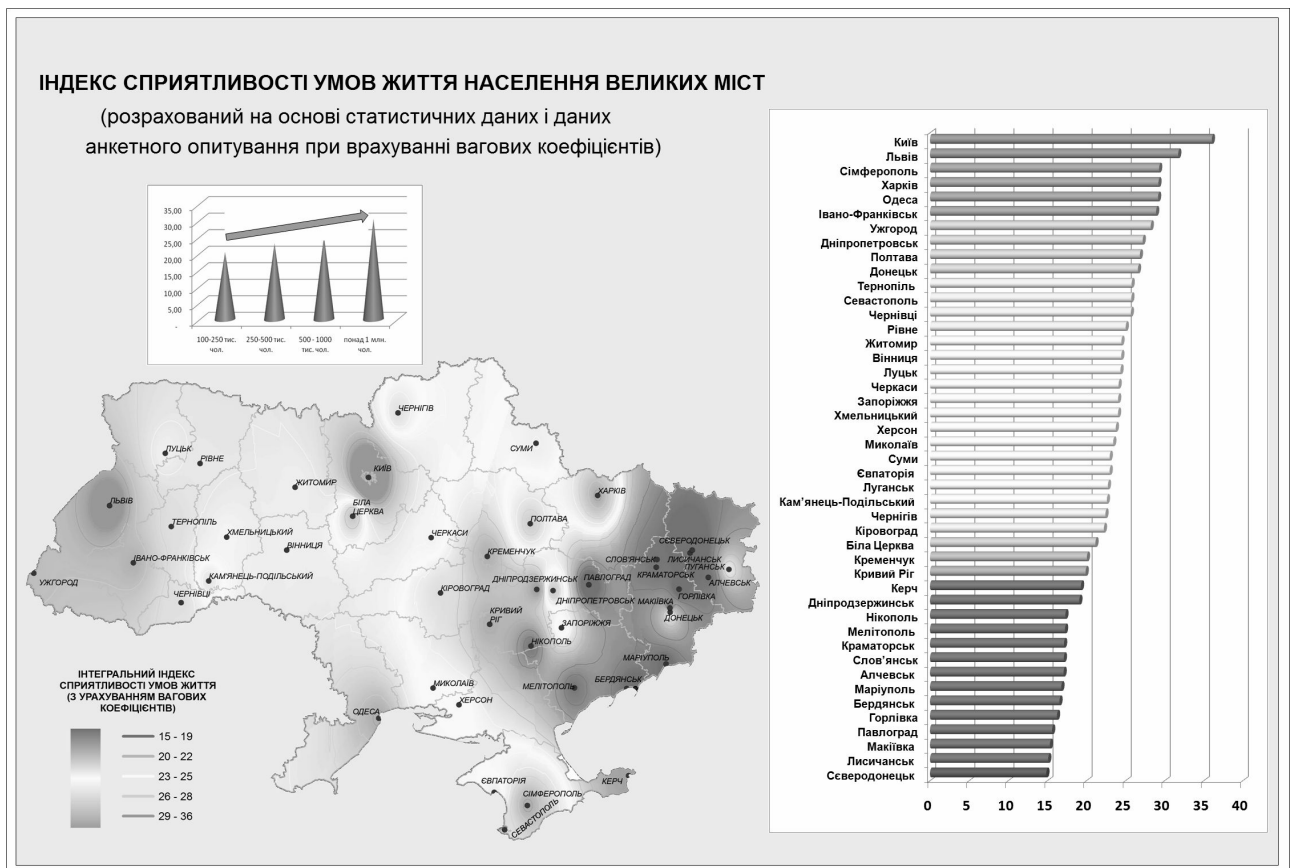 ІНДЕКС СПРИЯТЛИВОСТІ УМОВ ЖИТТЯ НАСЕЛЕННЯ ВЕЛИКИХ МІСТ
(розрахований на основі статистичних даних і даних
анкетного опитування при врахуванні вагових коефіцієнтів)
35,00
30,00
25,00
20,00
15,00
10,00
5,00
-
100-250 тис. чол.
250-500 тис. чол.
500 - 1000 тис. чол.
понад 1 млн. чол.
ЧЕРНІГІВ
СУМИ
ЛУЦЬК
РІВНЕ
КИЇВ
ЖИТОМИР
ХАРКІВ
ЛЬВІВ
БІЛА
ЦЕРКВА
ПОЛТАВА
ТЕРНОПІЛЬ
ХМЕЛЬНИЦЬКИЙ
ЧЕРКАСИ
ВІННИЦЯ
СЄВЕРОДОНЕЦЬК
КРЕМЕНЧУК
СЛОВ'ЯНСЬК
ЛИСИЧАНСЬК
ІВАНО-ФРАНКІВСЬК
ЛУГАНСЬК
УЖГОРОД
КАМ'ЯНЕЦЬ-ПОДІЛЬСЬКИЙ
ДНІПРОДЗЕРЖИНСЬК
ПАВЛОГРАД
КРАМАТОРСЬК
АЛЧЕВСЬК
КІРОВОГРАД
ЧЕРНІВЦІ
ДНІПРОПЕТРОВСЬК
МАКІЇВКА
ГОРЛІВКА
КРИВИЙ
РІГ
ЗАПОРІЖЖЯ
ДОНЕЦЬК
НІКОПОЛЬ
МАРІУПОЛЬ
МИКОЛАЇВ
МЕЛІТОПОЛЬ
БЕРДЯНСЬК
ХЕРСОН
ОДЕСА
ЄВПАТОРІЯ
КЕРЧ
СІМФЕРОПОЛЬ
СЕВАСТОПОЛЬ
ІНТЕГРАЛЬНИЙ ІНДЕКС
СПРИЯТЛИВОСТІ УМОВ ЖИТТЯ
(З УРАХУВАННЯМ ВАГОВИХ
КОЕФІЦІЄНТІВ)
15 - 19
20 - 22
23 - 25
26 - 28
29 - 36
Київ
Львів
Сімферополь
Харків
Одеса
Івано-Франківськ
Ужгород
Дніпропетровськ
Полтава
Донецьк
Тернопіль
Севастополь
Чернівці
Рівне
Житомир
Вінниця
Луцьк
Черкаси
Запоріжжя
Хмельницький
Херсон
Миколаїв
Суми
Євпаторія
Луганськ
Кам'янець-Подільський
Чернігів
Кіровоград
Біла Церква
Кременчук
Кривий Ріг
Керч
Дніпродзержинськ
Нікополь
Мелітополь
Краматорськ
Слов'янськ
Алчевськ
Маріуполь
Бердянськ
Горлівка
Павлоград
Макіївка
Лисичанськ
Сєверодонецьк
0 5 10 15 20 25 30 35 40